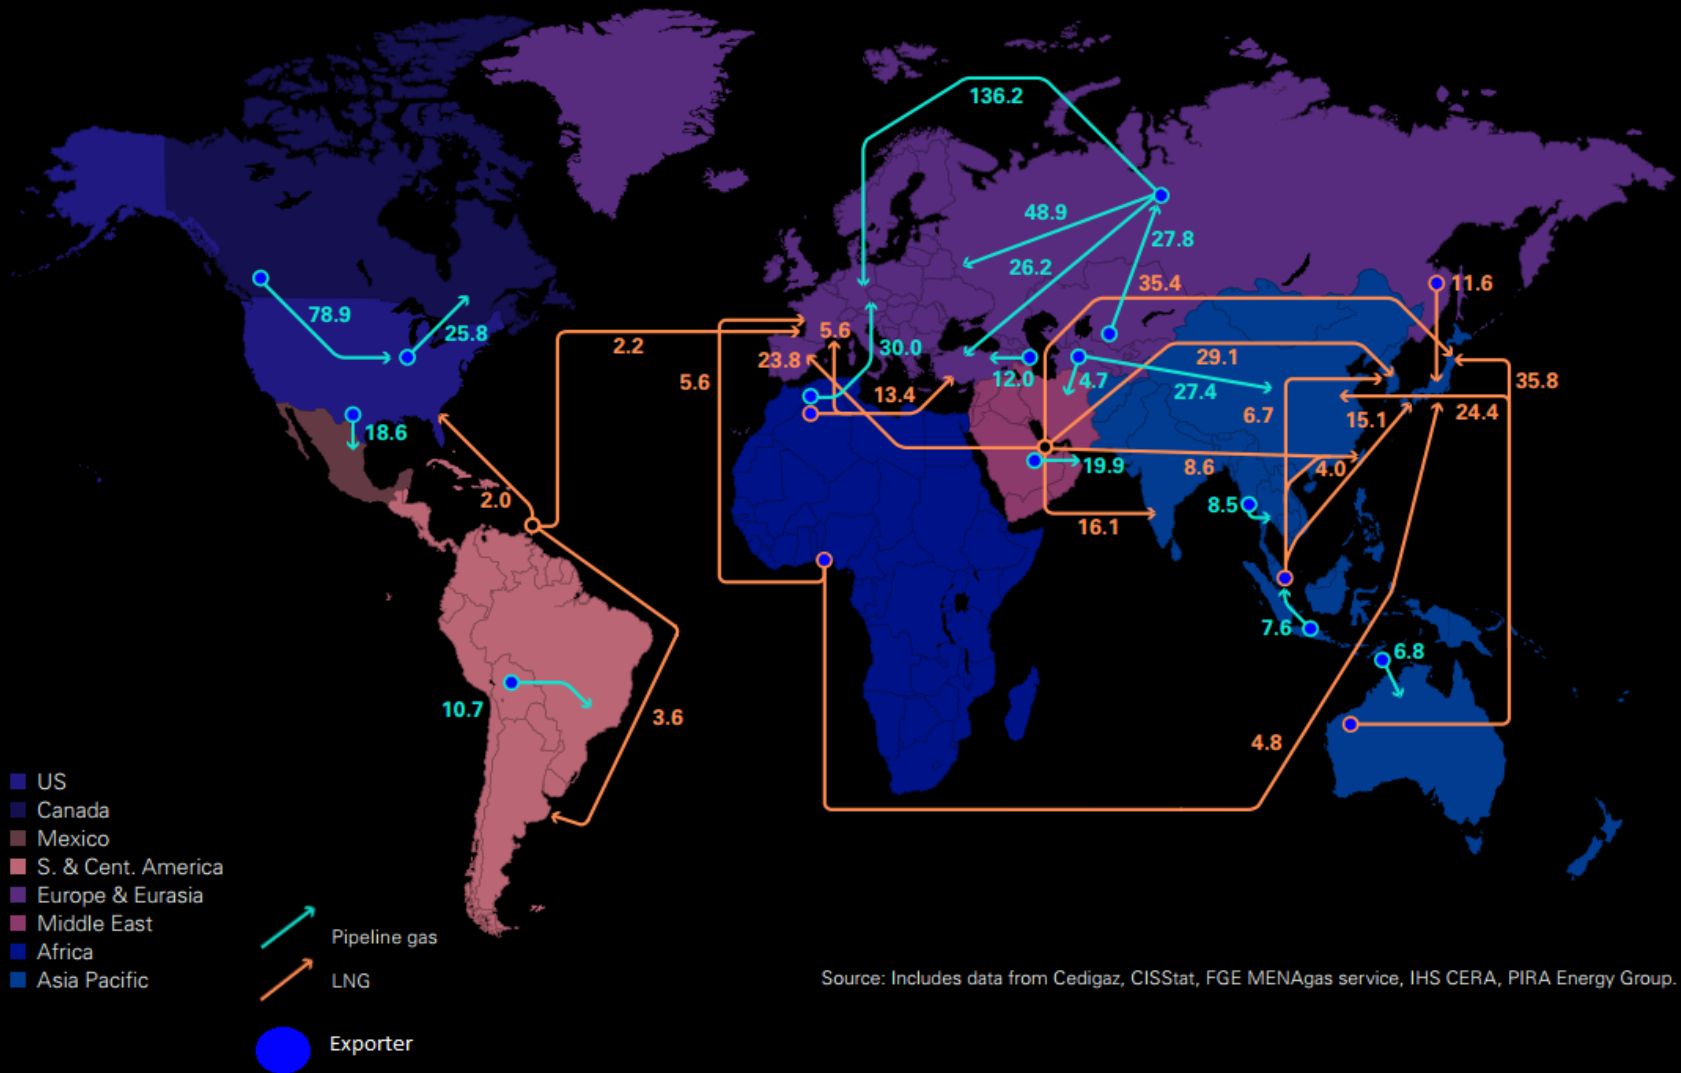 136.2
48.9
27.8
26.2
35.4
11.6
78.9
25.8
2.2
5.6
30.0
29.1
23.8
12.0
4.7
27.4
35.8
5.6
13.4
6.7
15.1
24.4
18.6
19.9
8.6
4.0
2.0
8.5
16.1
7.6
6.8
10.7
3.6
4.8
US
Canada
Mexico
S. & Cent. America
Europe & Eurasia
Middle East
Africa
Asia Pacific
Pipeline gas
LNG
Exporter
Source: Includes data from Cedigaz, CISStat, FGE MENAgas service, IHS CERA, PIRA Energy Group.